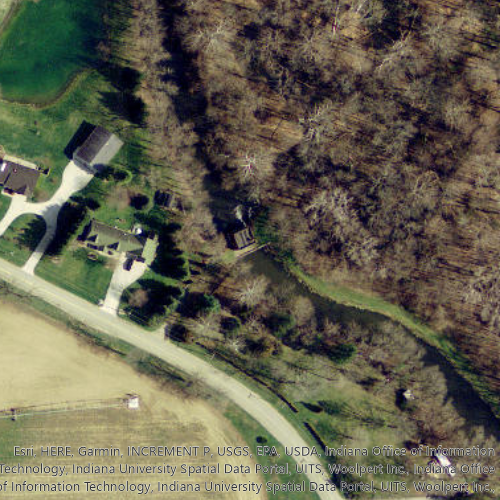 Esri, HERE, Garmin, INCREMENT P, USGS, EPA, USDA, Indiana Office of Information
Technology, Indiana University Spatial Data Portal, UITS, Woolpert Inc., Indiana Office
of Information Technology, Indiana University Spatial Data Portal, UITS, Woolpert Inc.,